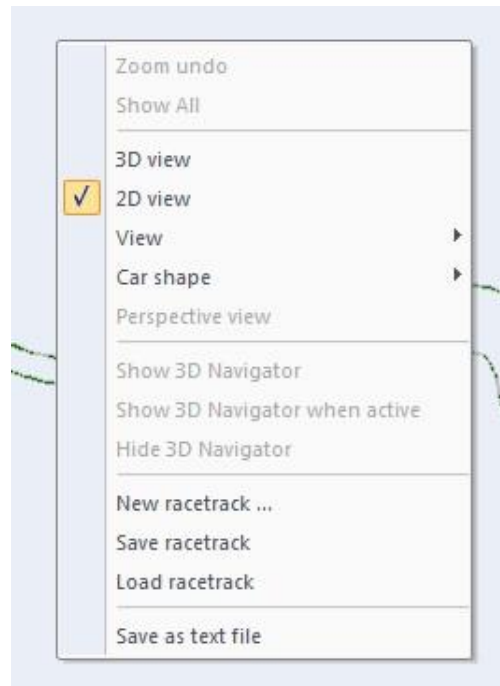 Zoom undo
Show All
3D view
2D view
View
Car shape
Perspective view
Show 3D Navigator
Show 3D Navigator when active
Hide 3D Navigator
New racetrack ...
Save racetrack
Load racetrack
Save as text file